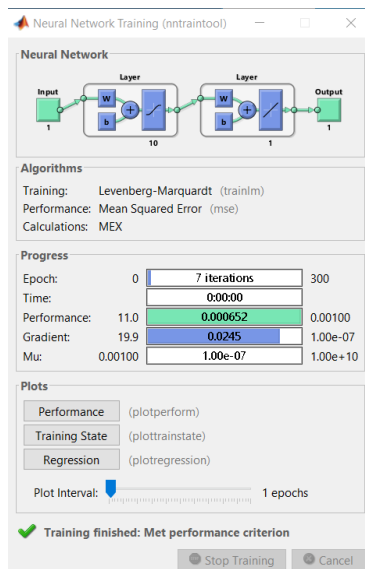 Neural Network Training (nntraintool)
Neural Network
Layer Layer
Input Output
W W
b b
1 10 1 1
Algorithms
Training: Levenberg-Marquardt (trainlm)
Performance: Mean Squared Error (mse)
Calculations: MEX
Progress
Epoch: 0 7 iterations 300
Time: 0:00:00
Performance: 11.0 0.000652 0.00100
Gradient: 19.9 0.0245 1.00e-07
Mu: 0.00100 1.00e-07 1.00e+10
Plots
Performance (plotperform)
Training State (plottrainstate)
Regression (plotregression)
Plot Interval: 1 epochs
Training finished: Met performance criterion
Stop Training Cancel